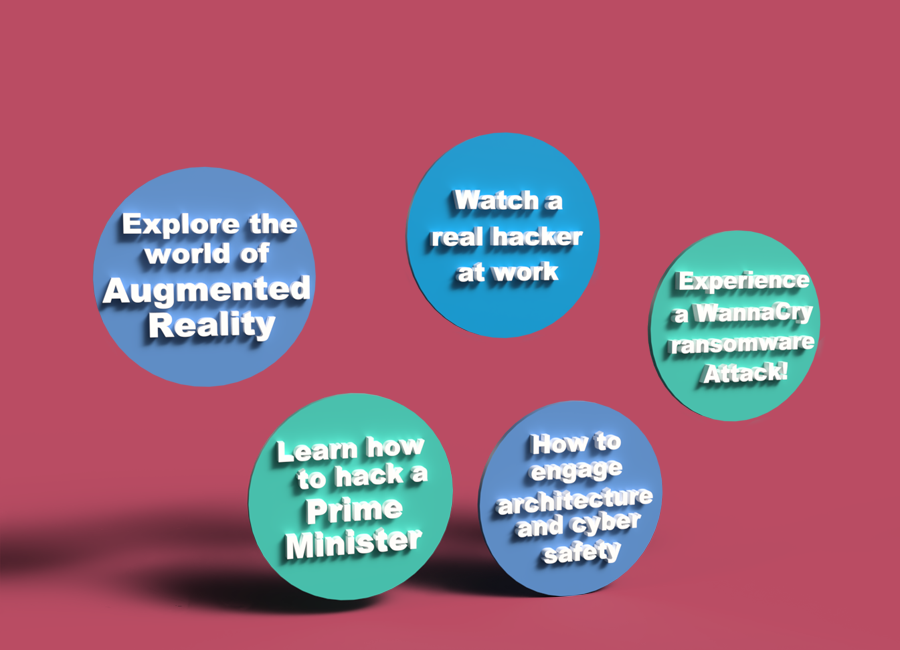 Explore the
world of
Augmented
Reality
Watch a
real hacker
at work
Experience
a WannaCry
ransomware
Attack!
Learn how
to hack a
Prime
Minister
How to
engage
architecture
and cyber
safety